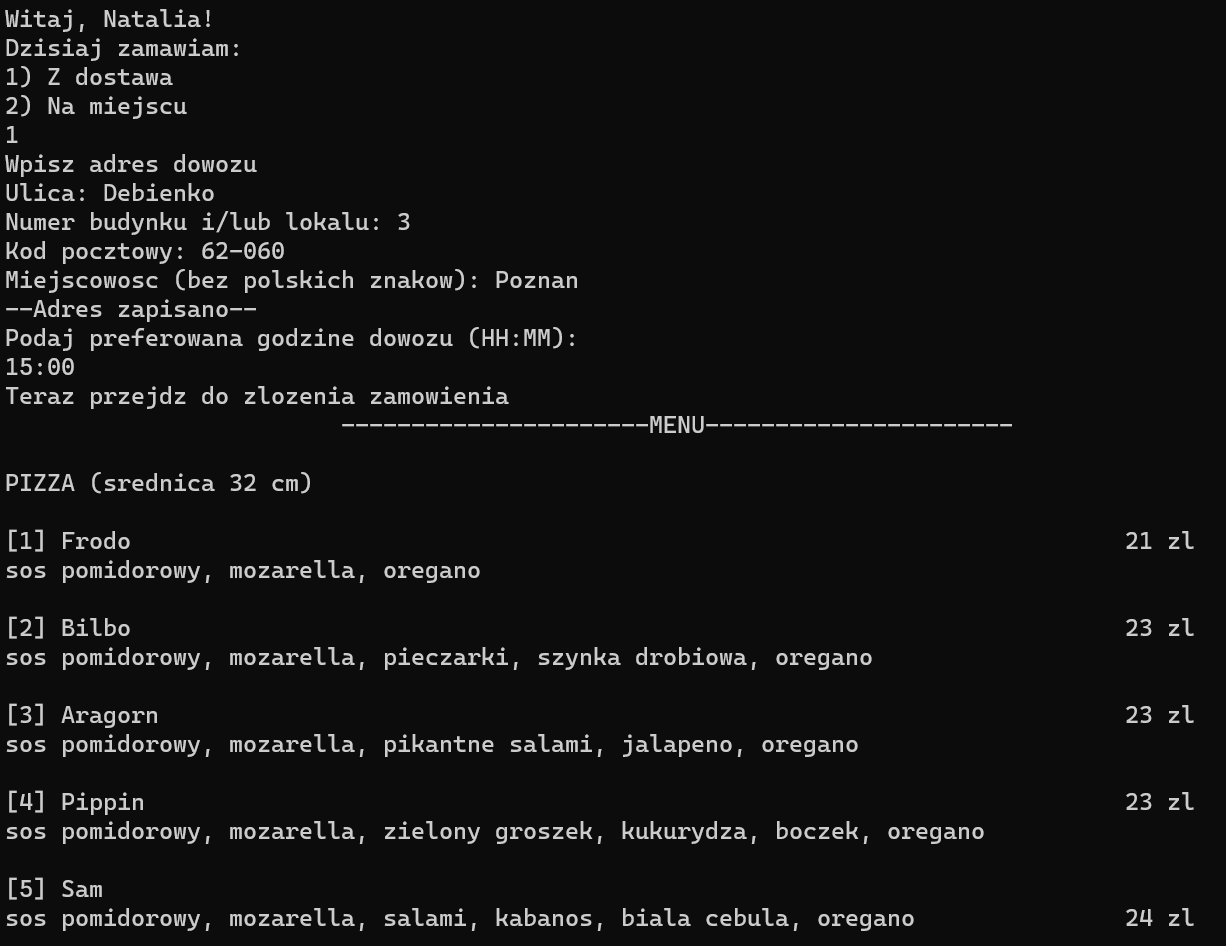 Witaj, Natalia!
Dzisiaj zamawiam:
1) Z dostawa
2) Na miejscu
1
Wpisz adres dowozu
Ulica: Debienko
Numer budynku i/lub lokalu: 3
Kod pocztowy: 62-060
Miejscowosc (bez polskich znakow): Poznan
--Adres zapisano--
Podaj preferowana godzine dowozu (HH:MM):
15:00
Teraz przejdz do zlozenia zamowienia
----------------------MENU----------------------
PIZZA (srednica 32 cm)
[1] Frodo 21 zl
sos pomidorowy, mozarella, oregano
[2] Bilbo 23 zl
sos pomidorowy, mozarella, pieczarki, szynka drobiowa, oregano
[3] Aragorn 23 zl
sos pomidorowy, mozarella, pikantne salami, jalapeno, oregano
[4] Pippin 23 zl
sos pomidorowy, mozarella, zielony groszek, kukurydza, boczek, oregano
[5] Sam
sos pomidorowy, mozarella, salami, kabanos, biala cebula, oregano 24 zl